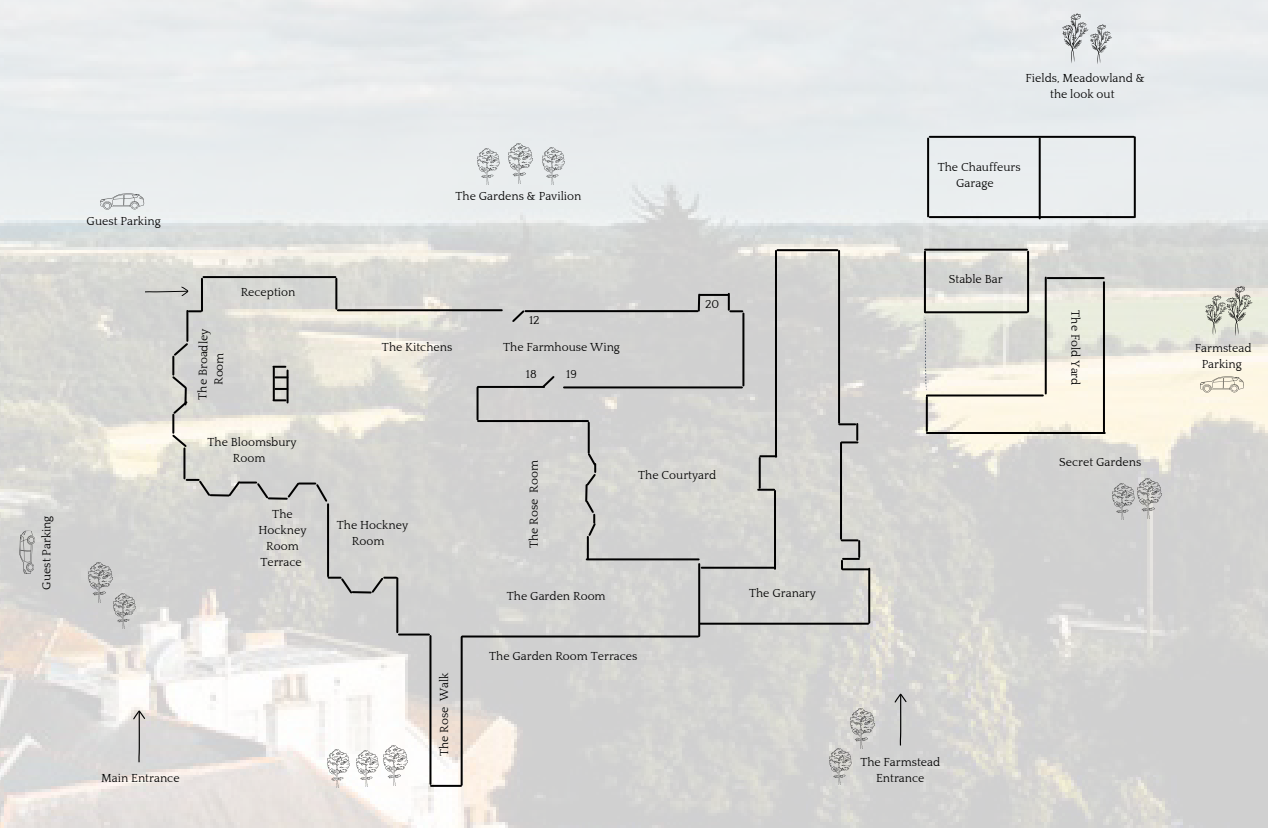 Fields, Meadowland &
the look out
The Chauffeurs
Garage
The Gardens & Pavilion
Guest Parking
Reception
Stable Bar
20
12
The Kitchens
The Farmhouse Wing
The Broadley
Room
The Fold Yard
Farmstead
Parking
18
19
The Bloomsbury
Room
The Rose Room
The Courtyard
Secret Gardens
The
Hockney
Room
Terrace
The Hockney
Room
Guest Parking
The Garden Room
The Granary
The Garden Room Terraces
The Rose Walk
Main Entrance
The Farmstead
Entrance